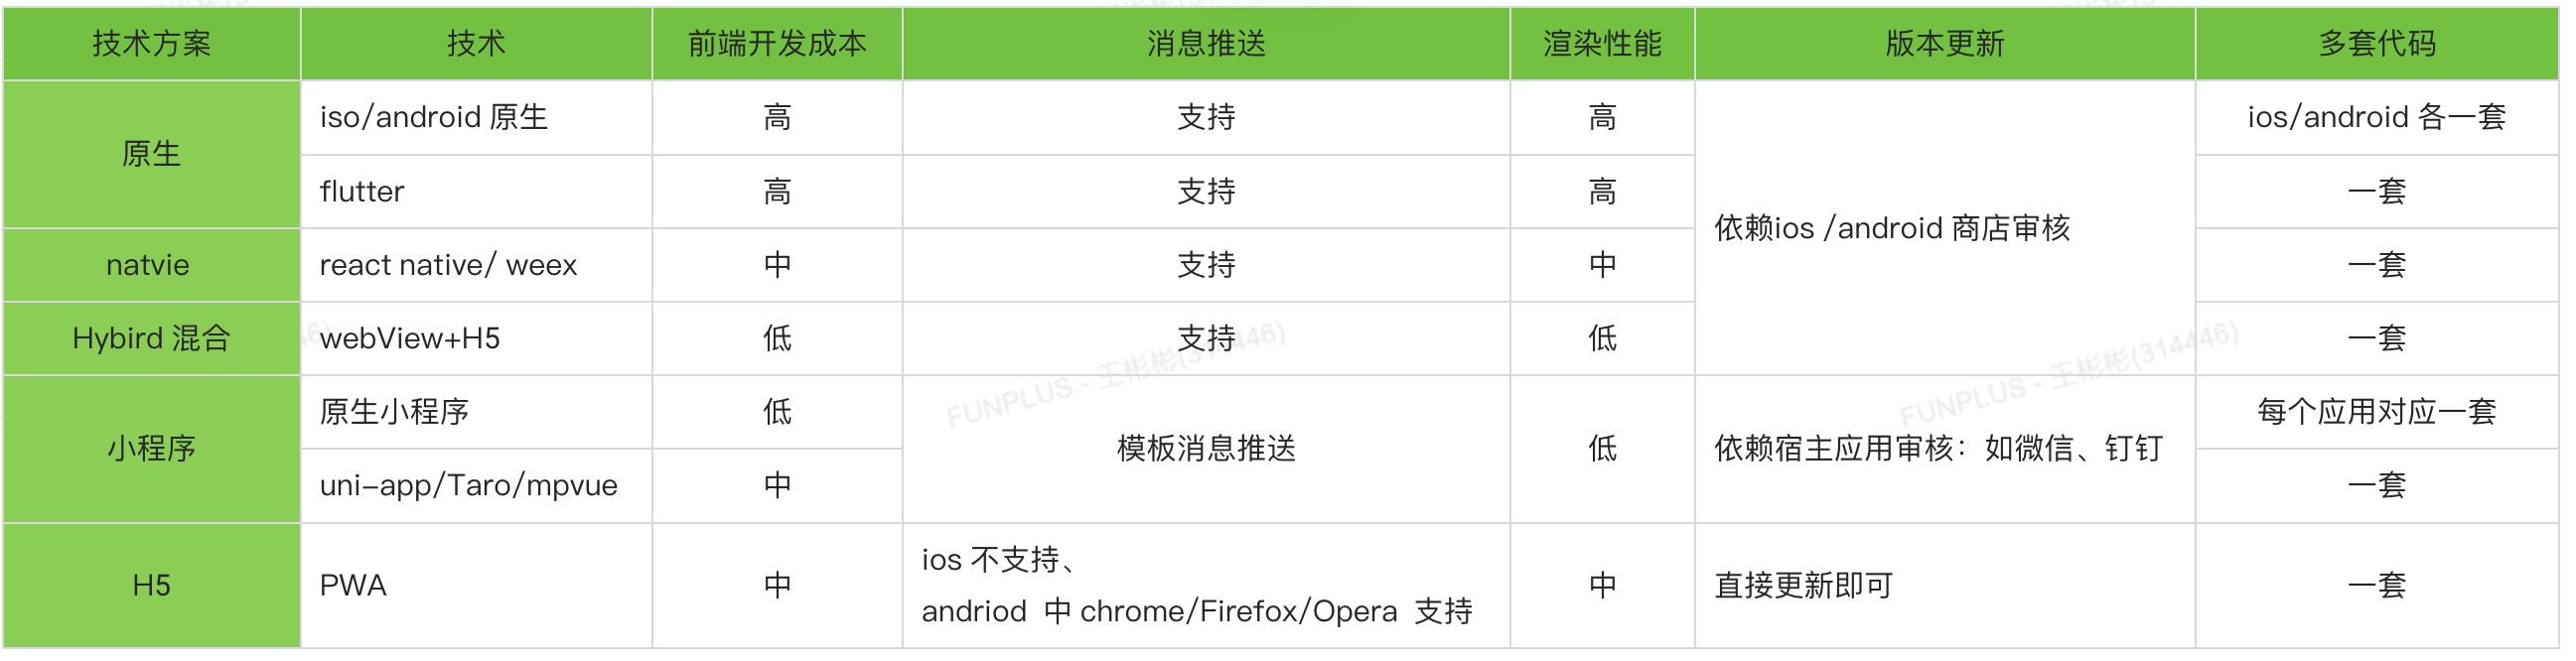 技术方案 技术 前端开发成本 消息推送 渲染性能 版本更新 多套代码
原生 iso/android 原生 高 支持 高 依赖ios /android 商店审核 ios/android 各一套
flutter 高 支持 高 一套
natvie react native/ weex 中 支持 中 一套
Hybird 混合 webView+H5 低 支持 低 一套
小程序 原生小程序 低 模板消息推送 低 依赖宿主应用审核：如微信、钉钉 每个应用对应一套
uni-app/Taro/mpvue 中 一套
H5 PWA 中 ios 不支持、 中 直接更新即可 一套
andriod 中 chrome/Firefox/Opera 支持
FUNPLUS - 王彬彬(314446)
FUNPLUS - 王彬彬(314446)